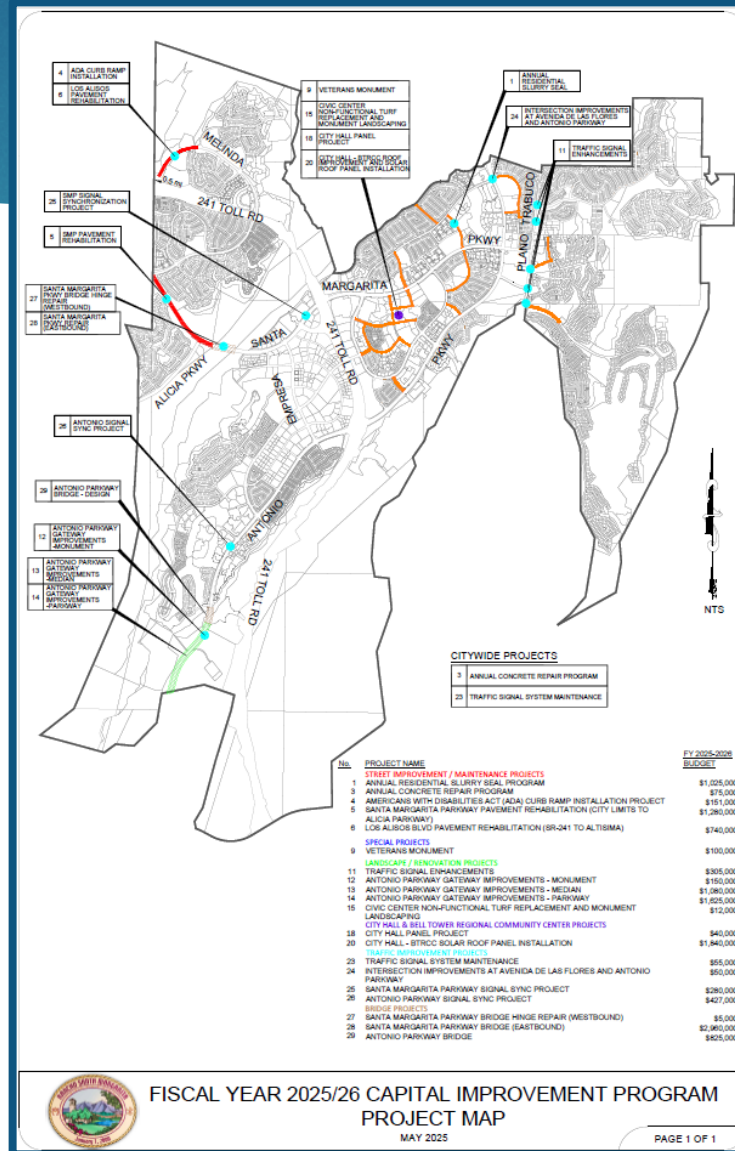 4 ADA CURB RAMP
INSTALLATION
6 LOS ALISOS
PAVEMENT
REHABILITATION
9 VETERANS MONUMENT
15 CIVIC CENTER
NON-FUNCTIONAL TURF
REPLACEMENT AND
MONUMENT LANDSCAPING
18 CITY HALL PANEL
PROJECT
20 CITY HALL - BTRCC ROOF
IMPROVEMENT AND SOLAR
ROOF PANEL INSTALLATION
1 ANNUAL
RESIDENTIAL
SLURRY SEAL
24 INTERSECTION IMPROVEMENTS
AT AVENIDA DE LAS FLORES
AND ANTONIO PARKWAY
11 TRAFFIC SIGNAL
ENHANCEMENTS
MELINDA
0.5 mi
241 TOLL RD
25 SMP SIGNAL
SYNCHRONIZATION
PROJECT
5 SMP PAVEMENT
REHABILITATION
27 SANTA MARGARITA
PKWY BRIDGE HINGE
REPAIR
(WESTBOUND)
28 SANTA MARGARITA
PKWY REPAIR
(EASTBOUND)
PLANO TRABUCO
PKWY
MARGARITA
SANTA
241 TOLL RD
PKWY
ALICIA PKWY
EMPRESA
26 ANTONIO SIGNAL
SYNC PROJECT
29 ANTONIO PARKWAY
BRIDGE - DESIGN
ANTONIO
12 ANTONIO PARKWAY
GATEWAY
IMPROVEMENTS
-MONUMENT
13 ANTONIO PARKWAY
GATEWAY
IMPROVEMENTS
-MEDIAN
14 ANTONIO PARKWAY
GATEWAY
IMPROVEMENTS
-PARKWAY
241 TOLL RD
NTS
CITYWIDE PROJECTS
3 ANNUAL CONCRETE REPAIR PROGRAM
23 TRAFFIC SIGNAL SYSTEM MAINTENANCE
No. PROJECT NAME FY 2025-2026 BUDGET
STREET IMPROVEMENT / MAINTENANCE PROJECTS
1 ANNUAL RESIDENTIAL SLURRY SEAL PROGRAM $1,025,000
3 ANNUAL CONCRETE REPAIR PROGRAM $75,000
4 AMERICANS WITH DISABILITIES ACT (ADA) CURB RAMP INSTALLATION PROJECT $151,000
5 SANTA MARGARITA PARKWAY PAVEMENT REHABILITATION (CITY LIMITS TO $1,280,000
ALICIA PARKWAY)
6 LOS ALISOS BLVD PAVEMENT REHABILITATION (SR-241 TO ALTISIMA) $740,000
SPECIAL PROJECTS
9 VETERANS MONUMENT $100,000
LANDSCAPE / RENOVATION PROJECTS
11 TRAFFIC SIGNAL ENHANCEMENTS $305,000
12 ANTONIO PARKWAY GATEWAY IMPROVEMENTS - MONUMENT $150,000
13 ANTONIO PARKWAY GATEWAY IMPROVEMENTS - MEDIAN $1,080,000
14 ANTONIO PARKWAY GATEWAY IMPROVEMENTS - PARKWAY $1,625,000
15 CIVIC CENTER NON-FUNCTIONAL TURF REPLACEMENT AND MONUMENT $12,000
LANDSCAPING
CITY HALL & BELL TOWER REGIONAL COMMUNITY CENTER PROJECTS
18 CITY HALL PANEL PROJECT $40,000
20 CITY HALL - BTRCC SOLAR ROOF PANEL INSTALLATION $1,640,000
TRAFFIC IMPROVEMENT PROJECTS
23 TRAFFIC SIGNAL SYSTEM MAINTENANCE $55,000
24 INTERSECTION IMPROVEMENTS AT AVENIDA DE LAS FLORES AND ANTONIO $50,000
PARKWAY
25 SANTA MARGARITA PARKWAY SIGNAL SYNC PROJECT $280,000
26 ANTONIO PARKWAY SIGNAL SYNC PROJECT $427,000
BRIDGE PROJECTS
27 SANTA MARGARITA PARKWAY BRIDGE HINGE REPAIR (WESTBOUND) $5,000
28 SANTA MARGARITA PARKWAY BRIDGE (EASTBOUND) $2,960,000
29 ANTONIO PARKWAY BRIDGE $825,000
RANCHO SANTA MARGARITA
January 1, 2000
FISCAL YEAR 2025/26 CAPITAL IMPROVEMENT PROGRAM
PROJECT MAP
MAY 2025
PAGE 1 OF 1